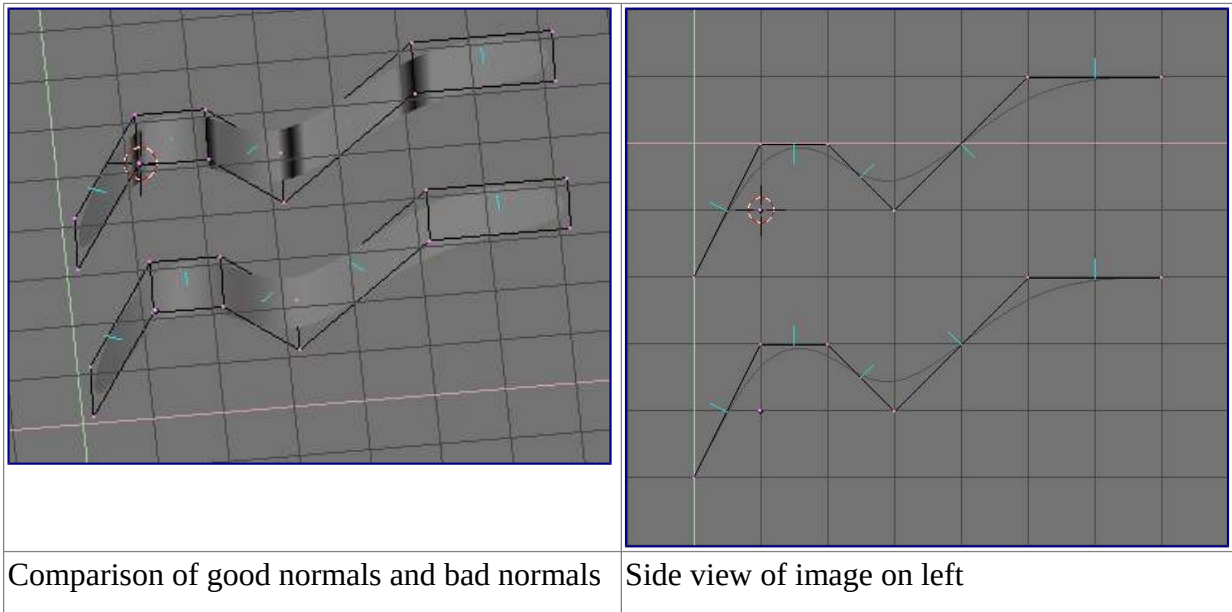 Comparison of good normals and bad normals
Side view of image on left